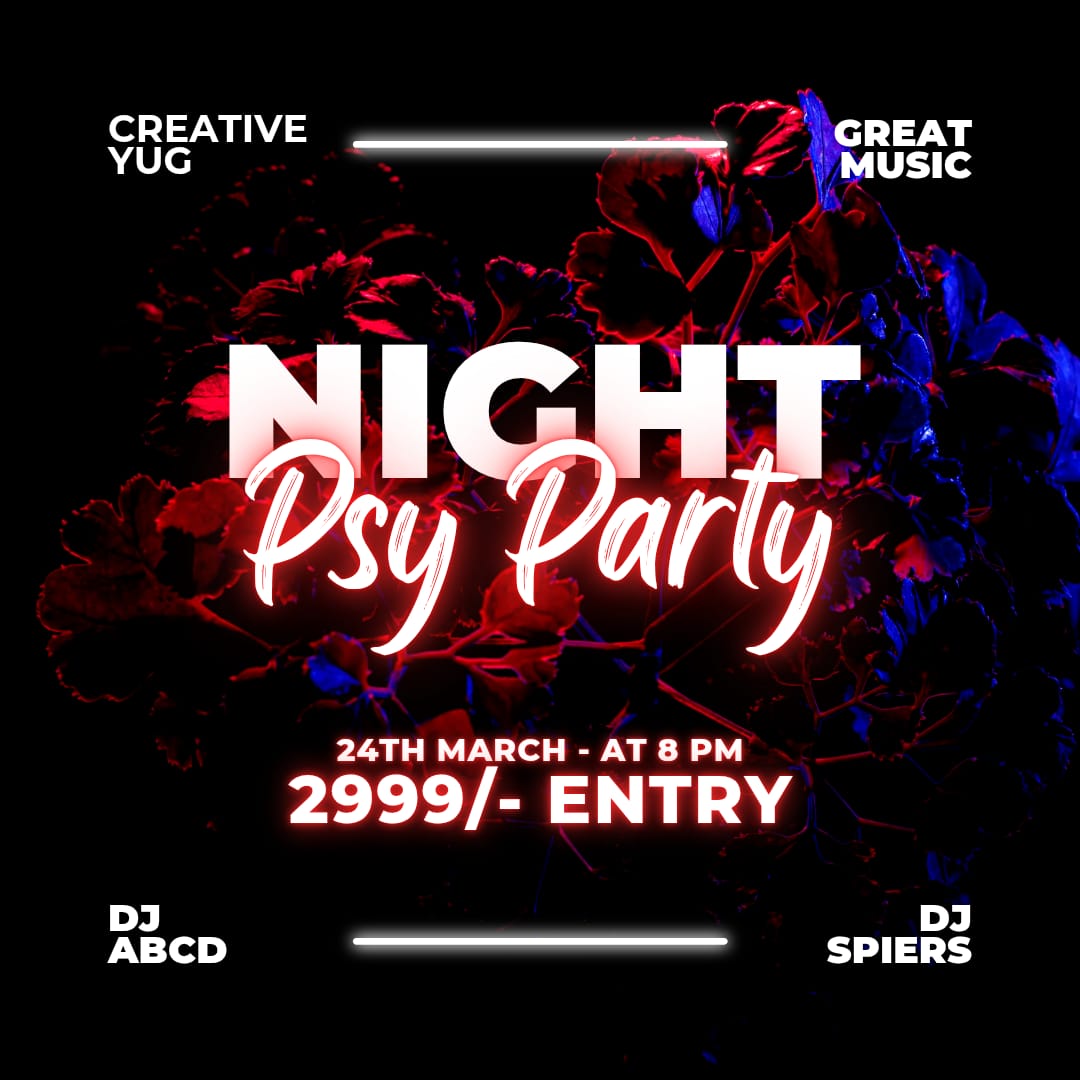 CREATIVE
YUG
GREAT
MUSIC
NIGHT
Psy Party
24TH MARCH - AT 8 PM
2999/- ENTRY
DJ
ABCD
DJ
SPIERS